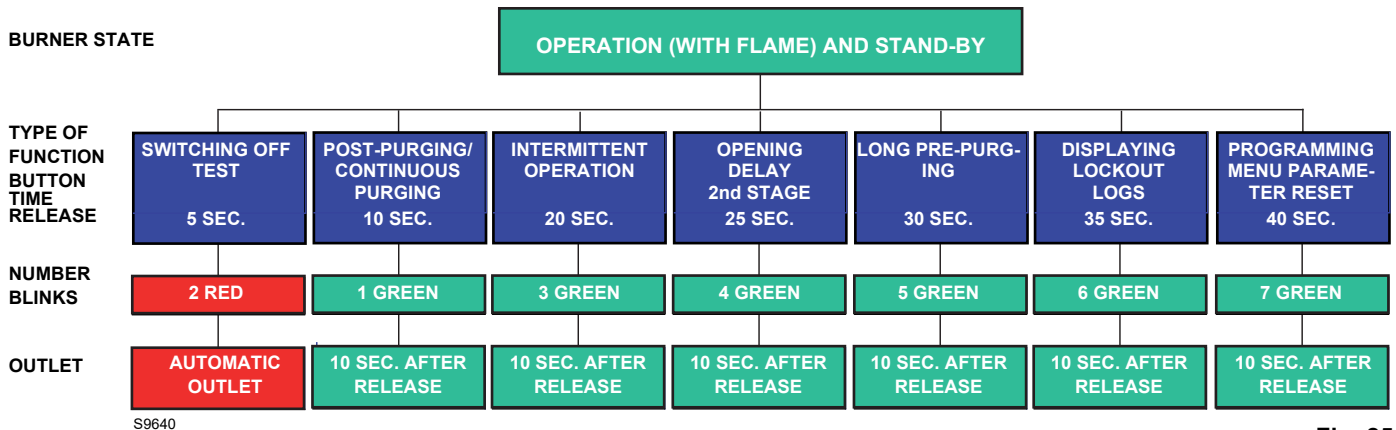 BURNER STATE
OPERATION (WITH FLAME) AND STAND-BY
TYPE OF
FUNCTION
BUTTON
TIME
RELEASE
SWITCHING OFF
TEST
5 SEC.
POST-PURGING/
CONTINUOUS
PURGING
10 SEC.
INTERMITTENT
OPERATION
20 SEC.
OPENING
DELAY
2nd STAGE
25 SEC.
LONG PRE-PURG-
ING
30 SEC.
DISPLAYING
LOCKOUT
LOGS
35 SEC.
PROGRAMMING
MENU PARAME-
TER RESET
40 SEC.
NUMBER
BLINKS
2 RED
1 GREEN
3 GREEN
4 GREEN
5 GREEN
6 GREEN
7 GREEN
OUTLET
AUTOMATIC
OUTLET
10 SEC. AFTER
RELEASE
10 SEC. AFTER
RELEASE
10 SEC. AFTER
RELEASE
10 SEC. AFTER
RELEASE
10 SEC. AFTER
RELEASE
10 SEC. AFTER
RELEASE
S9640